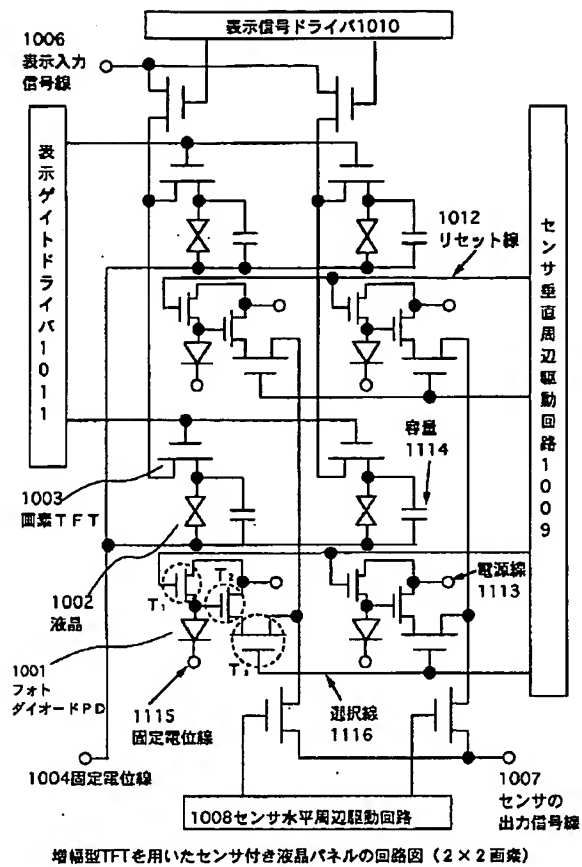 1006
表示入力
信号線
表示信号ドライバ1010
表示ゲイトドライバ1011
1012
リセット線
センサ垂直周辺駆動回路1009
容量
1114
1003
画素TFT
電源線
1113
T₁
T₂
T₃
1002
液晶
1001
フォト
ダイオードPD
1115
固定電位線
選択線
1116
1004固定電位線
1007
センサの
出力信号線
1008センサ水平周辺駆動回路
増幅型TFTを用いたセンサ付き液晶パネルの回路図(2×2画素)